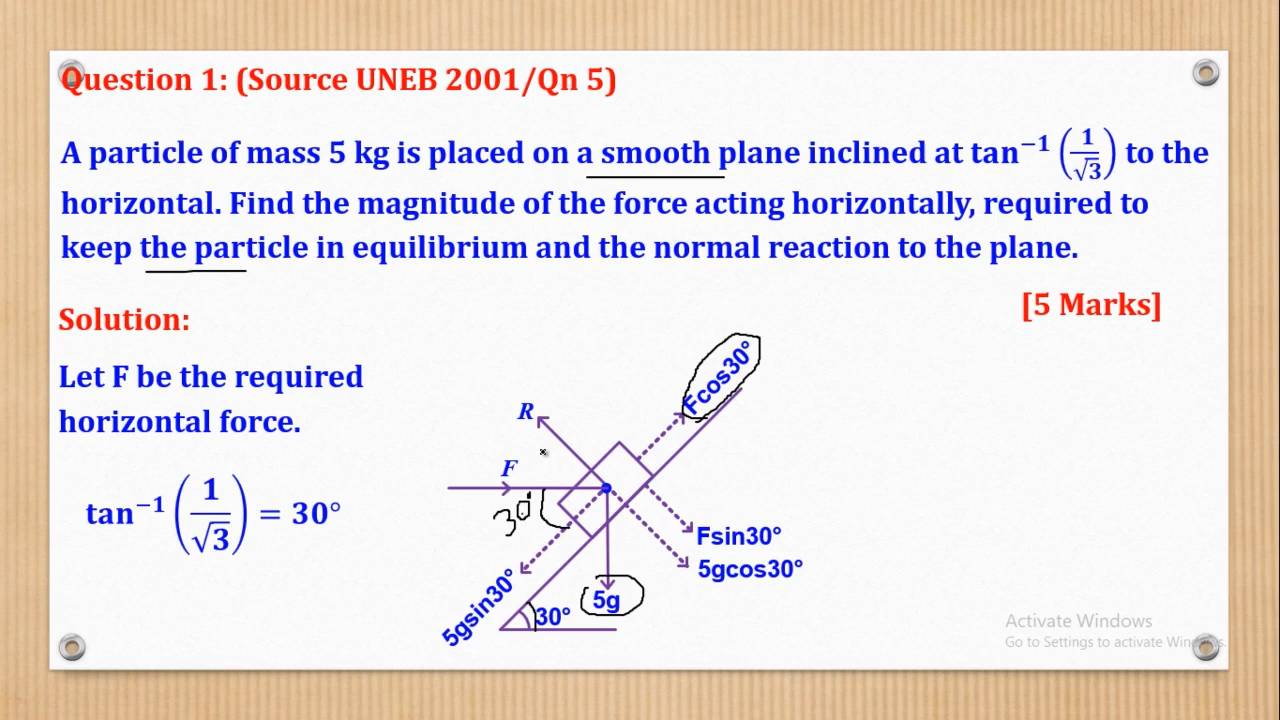 Question 1: (Source UNEB 2001/Qn 5)
A particle of mass 5 kg is placed on a smooth plane inclined at tan⁻¹(1/√3) to the
horizontal. Find the magnitude of the force acting horizontally, required to
keep the particle in equilibrium and the normal reaction to the plane.
[5 Marks]
Solution:
Let F be the required
horizontal force.
tan⁻¹(1/√3) = 30°
Fcos30°
R
F
30°
Fsin30°
5gcos30°
5gsin30°
5g
30°
Activate Windows
Go to Settings to activate Windows.